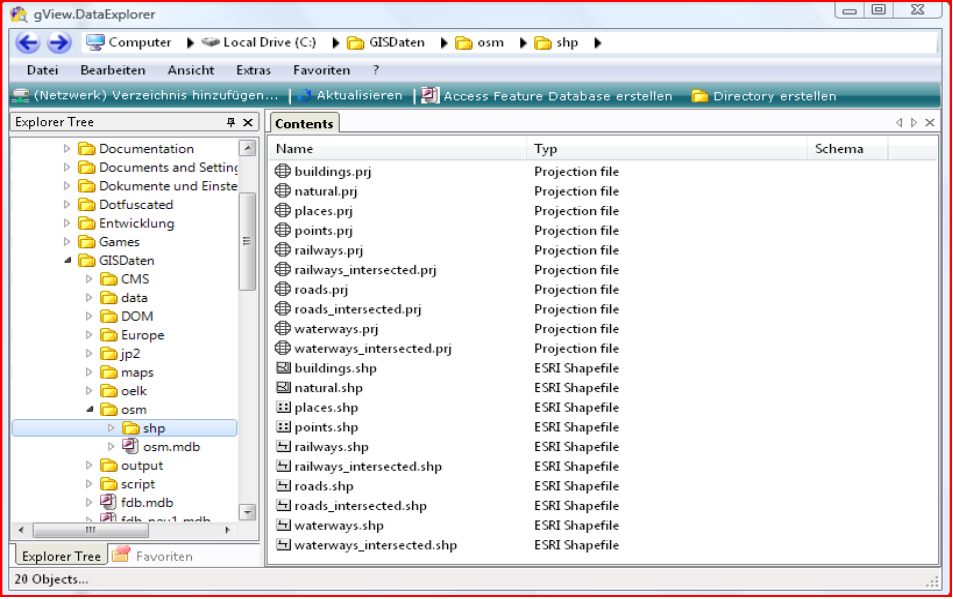 gView.DataExplorer
Computer Local Drive (C:) GISDaten osm shp
Datei Bearbeiten Ansicht Extras Favoriten ?
(Netzwerk) Verzeichnis hinzufügen... Aktualisieren Access Feature Database erstellen Directory erstellen
Explorer Tree
Documentation
Documents and Setting
Dokumente und Einste
Dotfuscated
Entwicklung
Games
GISDaten
CMS
data
DOM
Europe
jp2
maps
oelk
osm
shp
osm.mdb
output
script
fdb.mdb
fdb_neu1.mdb
Explorer Tree Favoriten
Contents
Name Typ Schema
buildings.prj Projection file
natural.prj Projection file
places.prj Projection file
points.prj Projection file
railways.prj Projection file
railways_intersected.prj Projection file
roads.prj Projection file
roads_intersected.prj Projection file
waterways.prj Projection file
waterways_intersected.prj Projection file
buildings.shp ESRI Shapefile
natural.shp ESRI Shapefile
places.shp ESRI Shapefile
points.shp ESRI Shapefile
railways.shp ESRI Shapefile
railways_intersected.shp ESRI Shapefile
roads.shp ESRI Shapefile
roads_intersected.shp ESRI Shapefile
waterways.shp ESRI Shapefile
waterways_intersected.shp ESRI Shapefile
20 Objects...